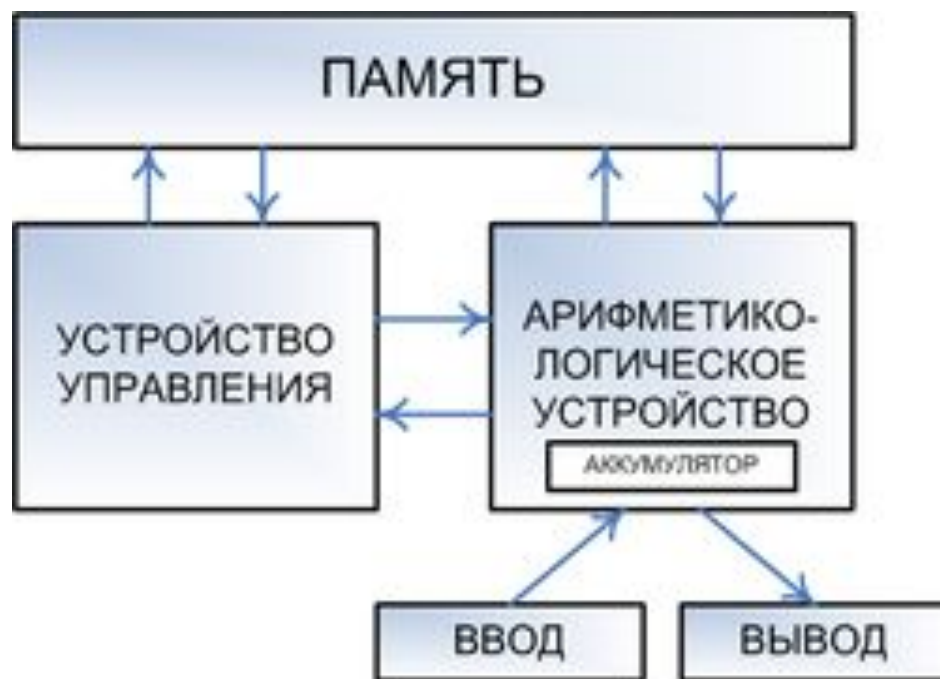 ПАМЯТЬ
УСТРОЙСТВО
УПРАВЛЕНИЯ
АРИФМЕТИКО-
ЛОГИЧЕСКОЕ
УСТРОЙСТВО
АККУМУЛЯТОР
ВВОД
ВЫВОД